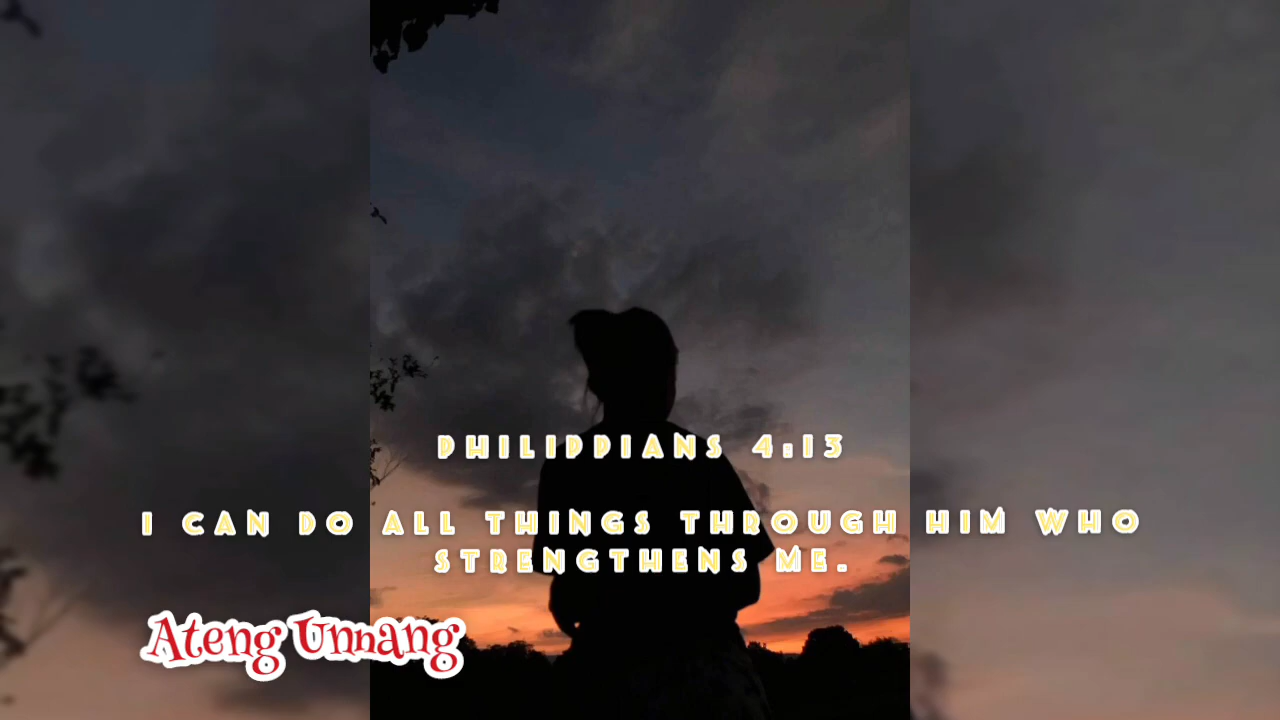 PHILIPPIANS 4:13
I CAN DO ALL THINGS THROUGH HIM WHO
STRENGTHENS ME.
Ateng Unnang